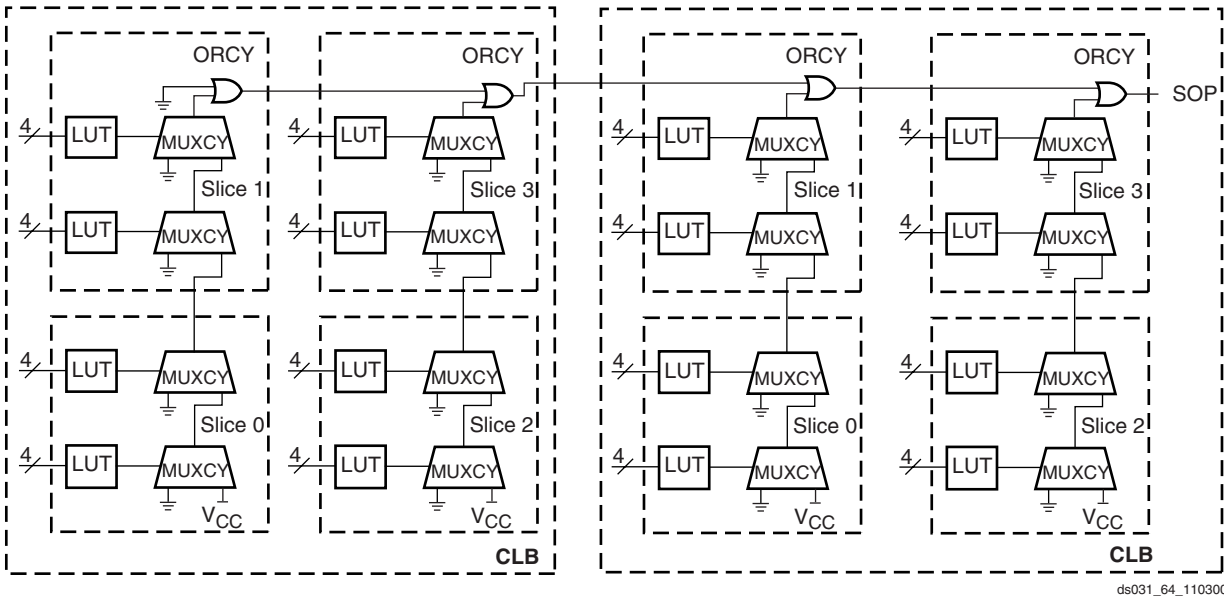 ORCY ORCY ORCY ORCY
SOP
4 LUT MUXCY 4 LUT MUXCY 4 LUT MUXCY 4 LUT MUXCY
Slice 1 Slice 3 Slice 1 Slice 3
4 LUT MUXCY 4 LUT MUXCY 4 LUT MUXCY 4 LUT MUXCY
4 LUT MUXCY 4 LUT MUXCY 4 LUT MUXCY 4 LUT MUXCY
Slice 0 Slice 2 Slice 0 Slice 2
4 LUT MUXCY 4 LUT MUXCY 4 LUT MUXCY 4 LUT MUXCY
VCC VCC VCC VCC
CLB CLB
ds031_64_110300